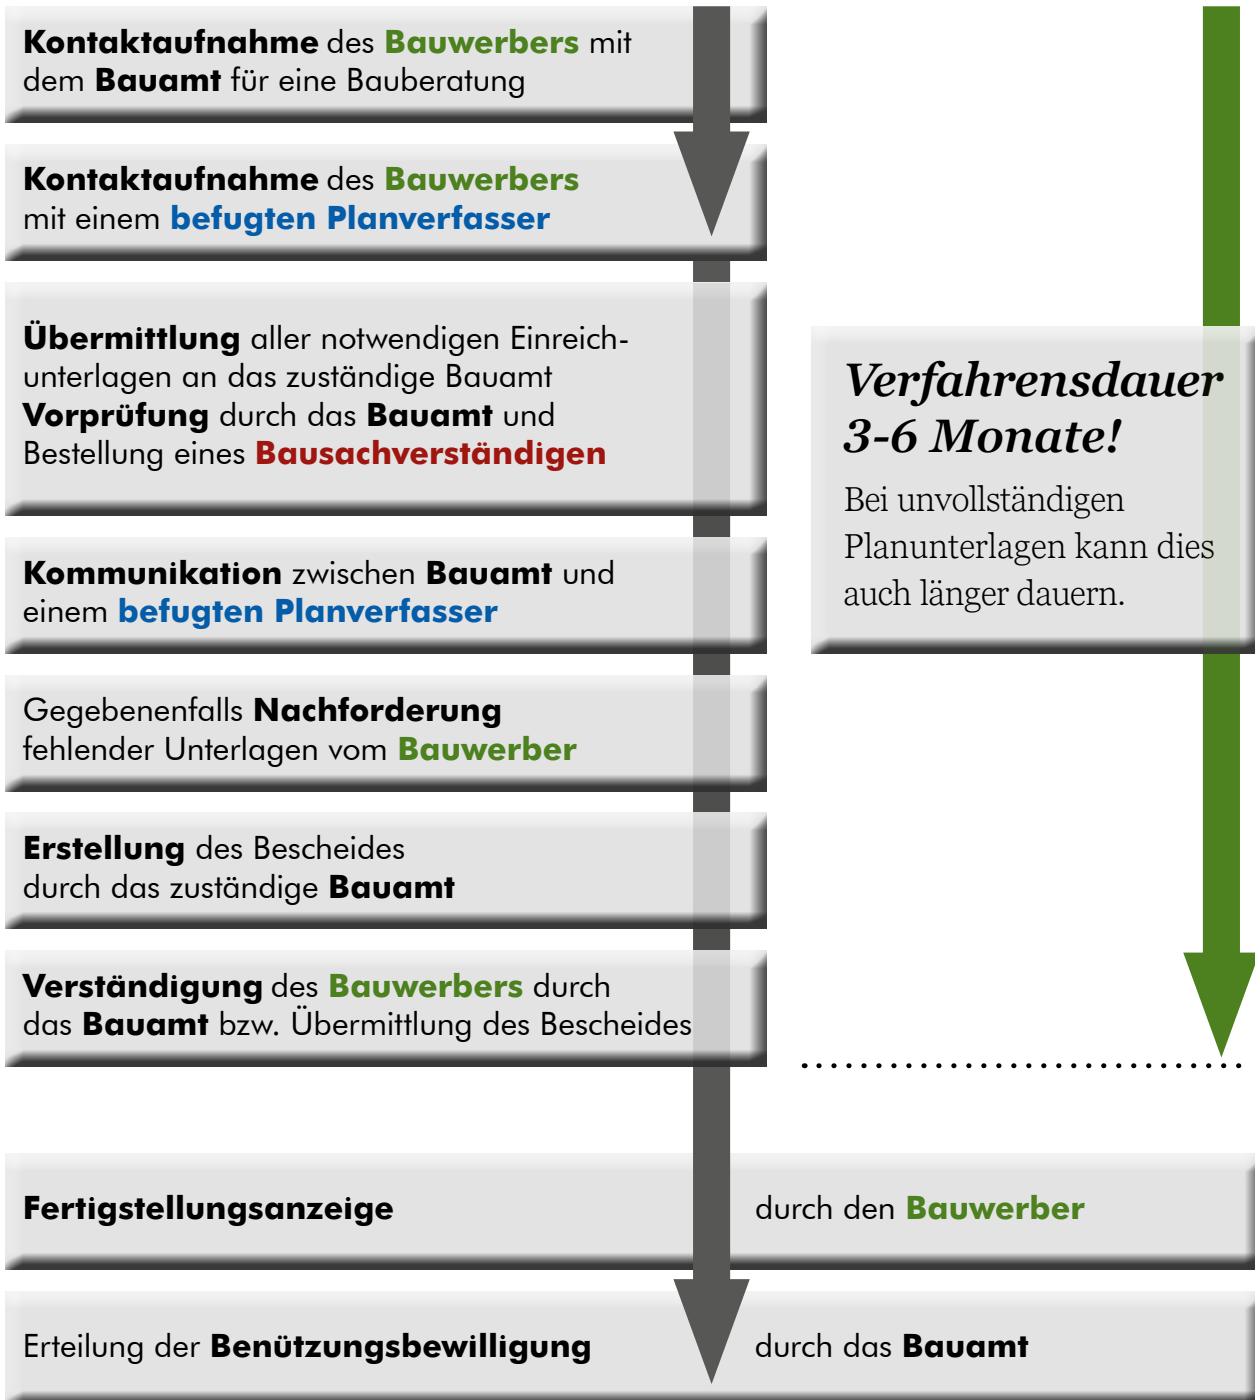 Kontaktaufnahme des Bauwerbers mit
dem Bauamt für eine Bauberatung
Kontaktaufnahme des Bauwerbers
mit einem befugten Planverfasser
Übermittlung aller notwendigen Einreich-
unterlagen an das zuständige Bauamt
Vorprüfung durch das Bauamt und
Bestellung eines Bausachverständigen
Verfahrensdauer
3-6 Monate!
Bei unvollständigen
Planunterlagen kann dies
auch länger dauern.
Kommunikation zwischen Bauamt und
einem befugten Planverfasser
Gegebenenfalls Nachforderung
fehlender Unterlagen vom Bauwerber
Erstellung des Bescheides
durch das zuständige Bauamt
Verständigung des Bauwerbers durch
das Bauamt bzw. Übermittlung des Bescheides
Fertigstellungsanzeige durch den Bauwerber
Erteilung der Benützungsbewilligung durch das Bauamt